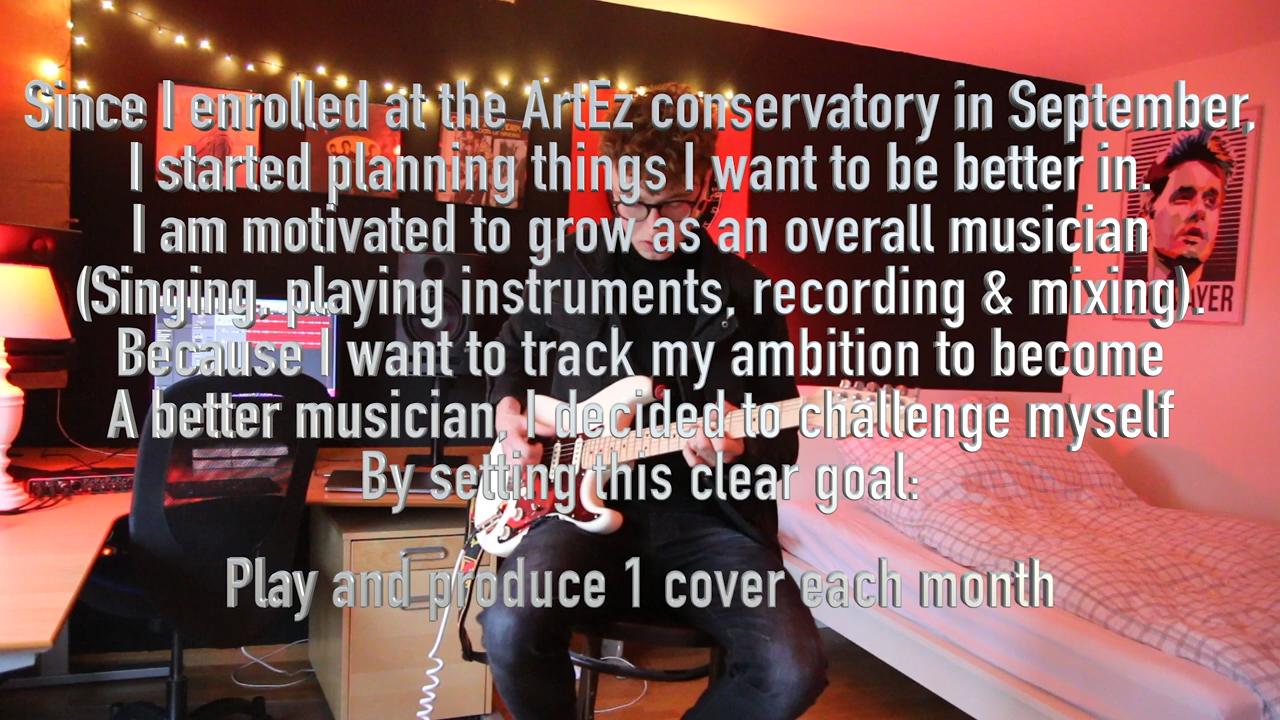 Since I enrolled at the ArtEz conservatory in September,
I started planning things I want to be better in.
I am motivated to grow as an overall musician
(Singing, playing instruments, recording & mixing).
Because I want to track my ambition to become
A better musician, I decided to challenge myself
By setting this clear goal:
Play and produce 1 cover each month